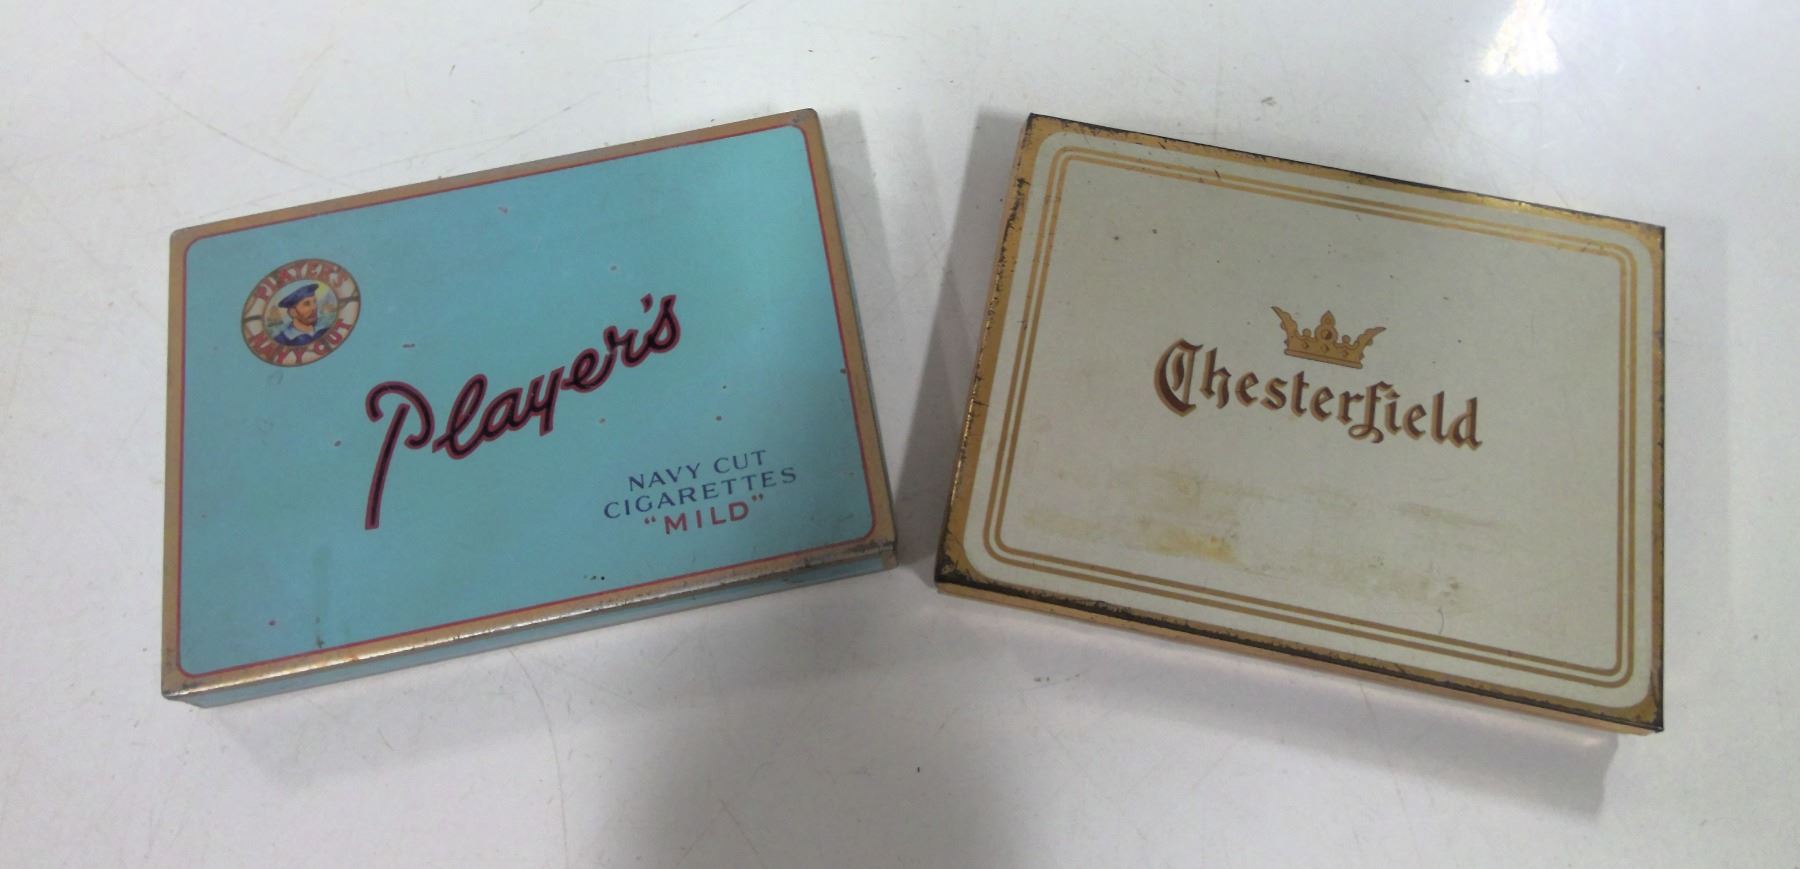 PLAYER'S
NAVY CUT
Player's
NAVY CUT
CIGARETTES
"MILD"
Chesterfield